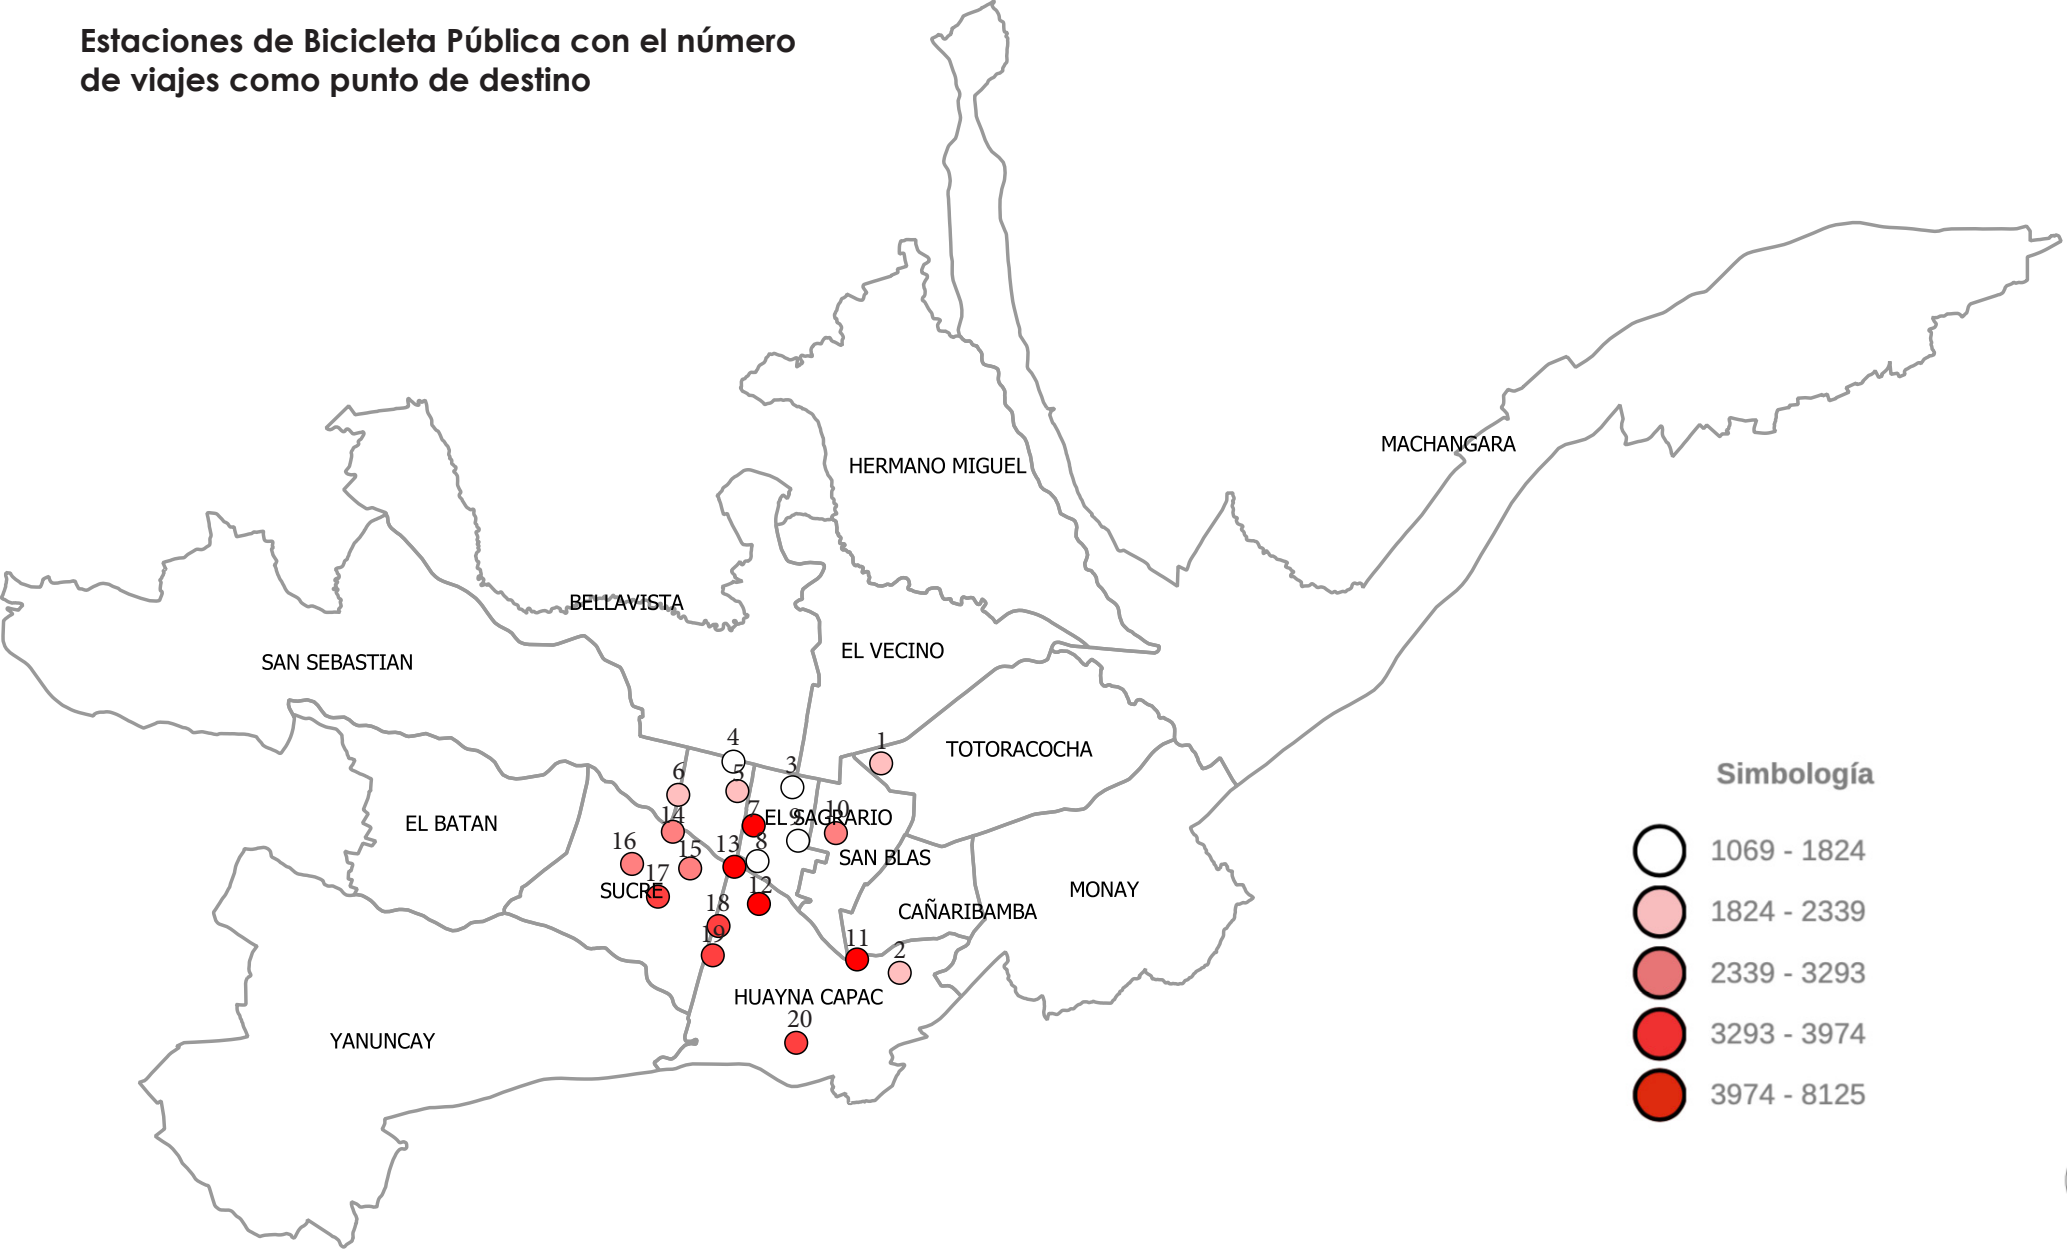 Estaciones de Bicicleta Pública con el número
de viajes como punto de destino
MACHANGARA
HERMANO MIGUEL
BELLAVISTA
EL VECINO
SAN SEBASTIAN
4
1
TOTORACOCHA
3
6
5
Simbología
14
7
EL SAGRARIO
9
10
EL BATAN
16
15
13
8
SAN BLAS
1069 - 1824
17
SUCRE
12
MONAY
18
CAÑARIBAMBA
1824 - 2339
19
11
2
2339 - 3293
HUAYNA CAPAC
20
3293 - 3974
YANUNCAY
3974 - 8125